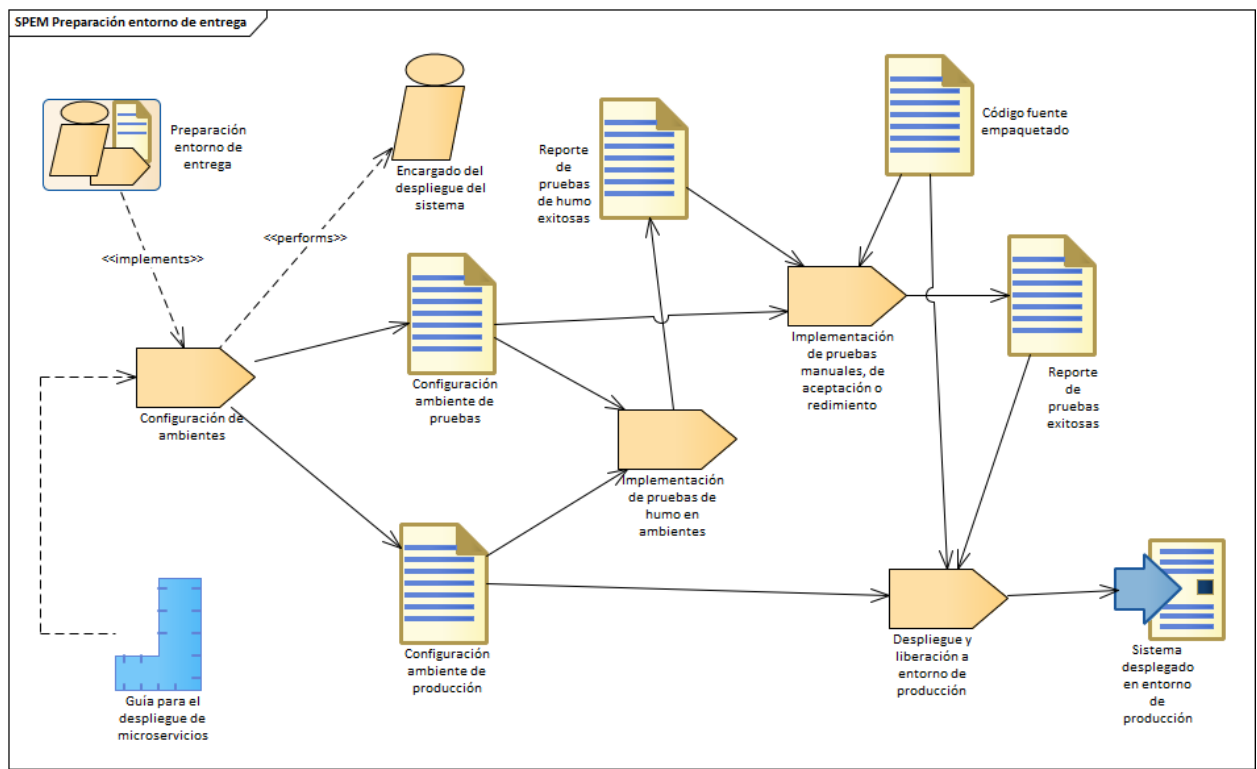 SPEM Preparación entorno de entrega
Preparación
entorno de
entrega
Encargado del
despliegue del
sistema
Reporte
de
pruebas
de humo
exitosas
Código fuente
empaquetado
<<implements>>
<<performs>>
Configuración de
ambientes
Configuración
ambiente de
pruebas
Implementación
de pruebas
manuales, de
aceptación o
redimiento
Reporte
de
pruebas
exitosas
Implementación
de pruebas de
humo en
ambientes
Guía para el
despliegue de
microservicios
Configuración
ambiente de
producción
Despliegue y
liberación a
entorno de
producción
Sistema
desplegado
en entorno
de
producción